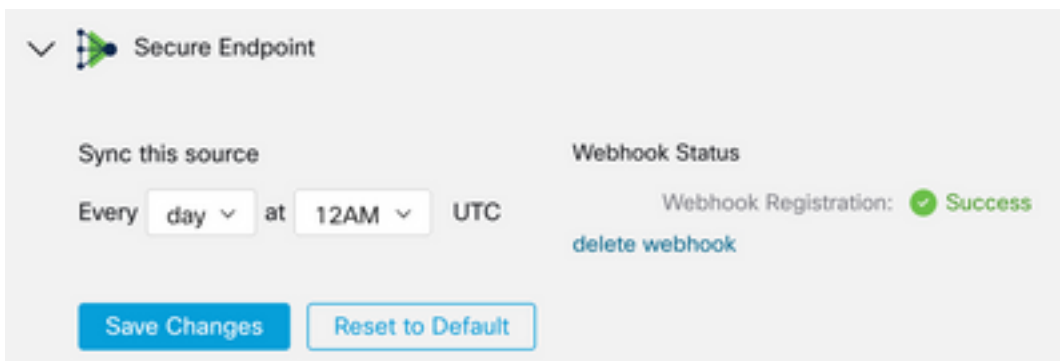 Secure Endpoint
Sync this source
Every day at 12AM UTC
Webhook Status
Webhook Registration: Success
delete webhook
Save Changes
Reset to Default